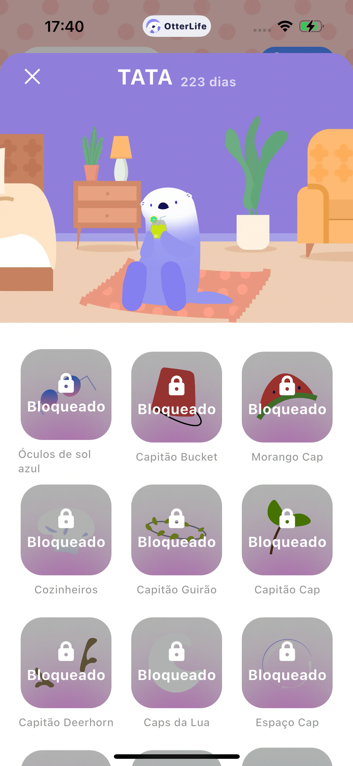 17:40
OtterLife
TATA 223 dias
Bloqueado
Bloqueado
Bloqueado
Óculos de sol
azul
Capitão Bucket
Morango Cap
Bloqueado
Bloqueado
Bloqueado
Cozinheiros
Capitão Guirão
Capitão Cap
Bloqueado
Bloqueado
Bloqueado
Capitão Deerhorn
Caps da Lua
Espaço Cap